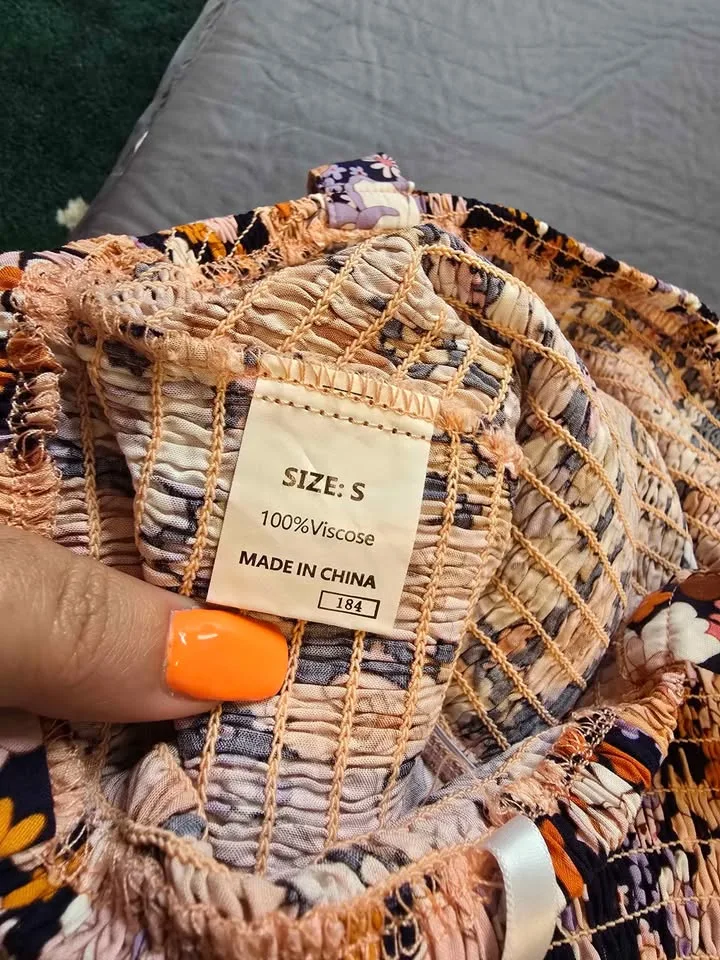 SIZE: S
100%Viscose
MADE IN CHINA
184